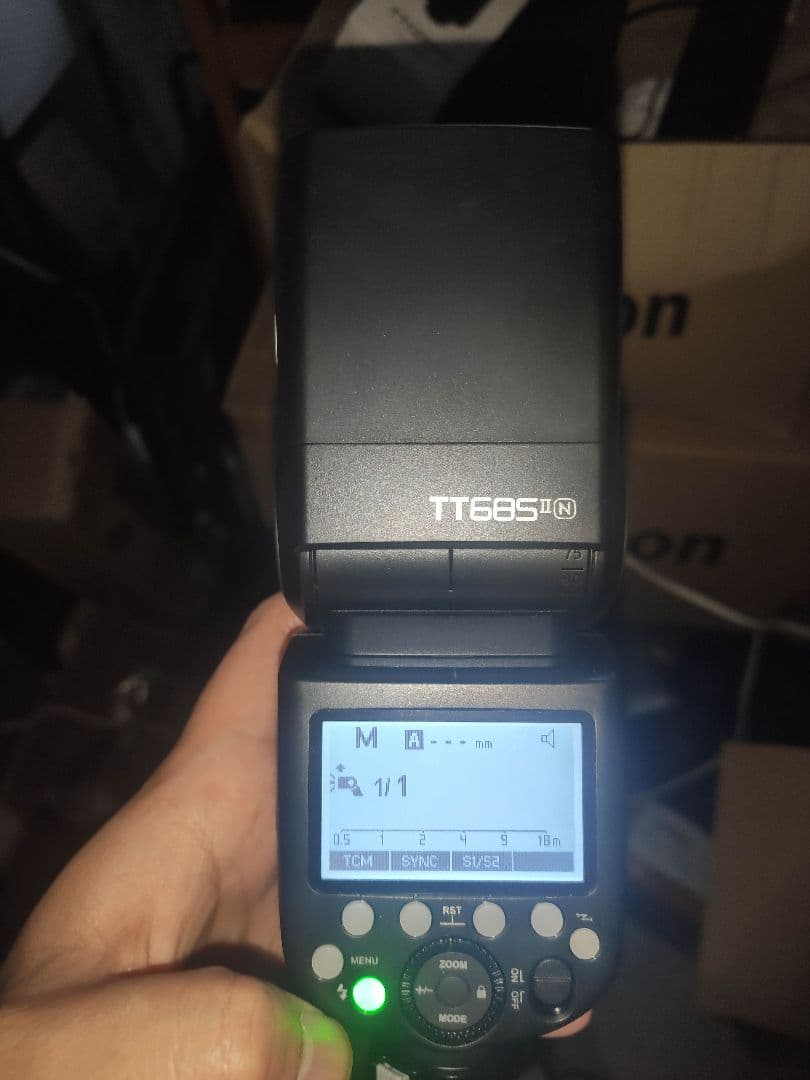 on
TT685II N
on
75
M A --- mm
1/1
0.5 1 2 4 9 18m
TCM SYNC S1/S2
RST
MENU
ZOOM
+/-
MODE
ON
OFF